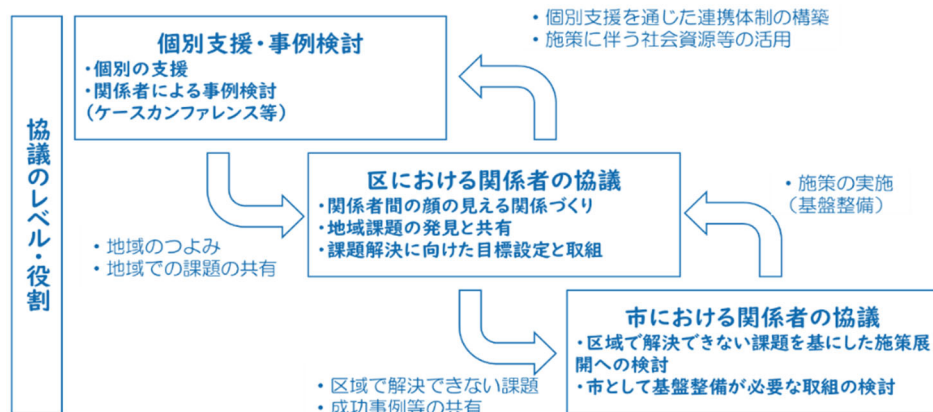 協議のレベル・役割
個別支援・事例検討
・個別の支援
・関係者による事例検討
(ケースカンファレンス等)
・個別支援を通じた連携体制の構築
・施策に伴う社会資源等の活用
・地域のつよみ
・地域での課題の共有
区における関係者の協議
・関係者間の顔の見える関係づくり
・地域課題の発見と共有
・課題解決に向けた目標設定と取組
・施策の実施
(基盤整備)
・区域で解決できない課題
・成功事例等の共有
市における関係者の協議
・区域で解決できない課題を基にした施策展
開への検討
・市として基盤整備が必要な取組の検討